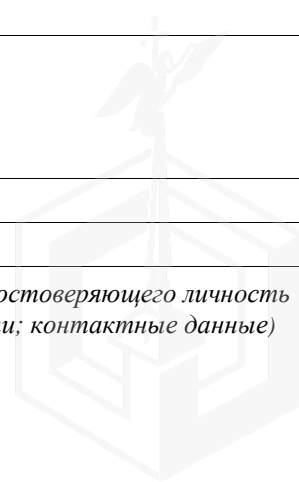 остоверяющего личность
и; контактные данные)